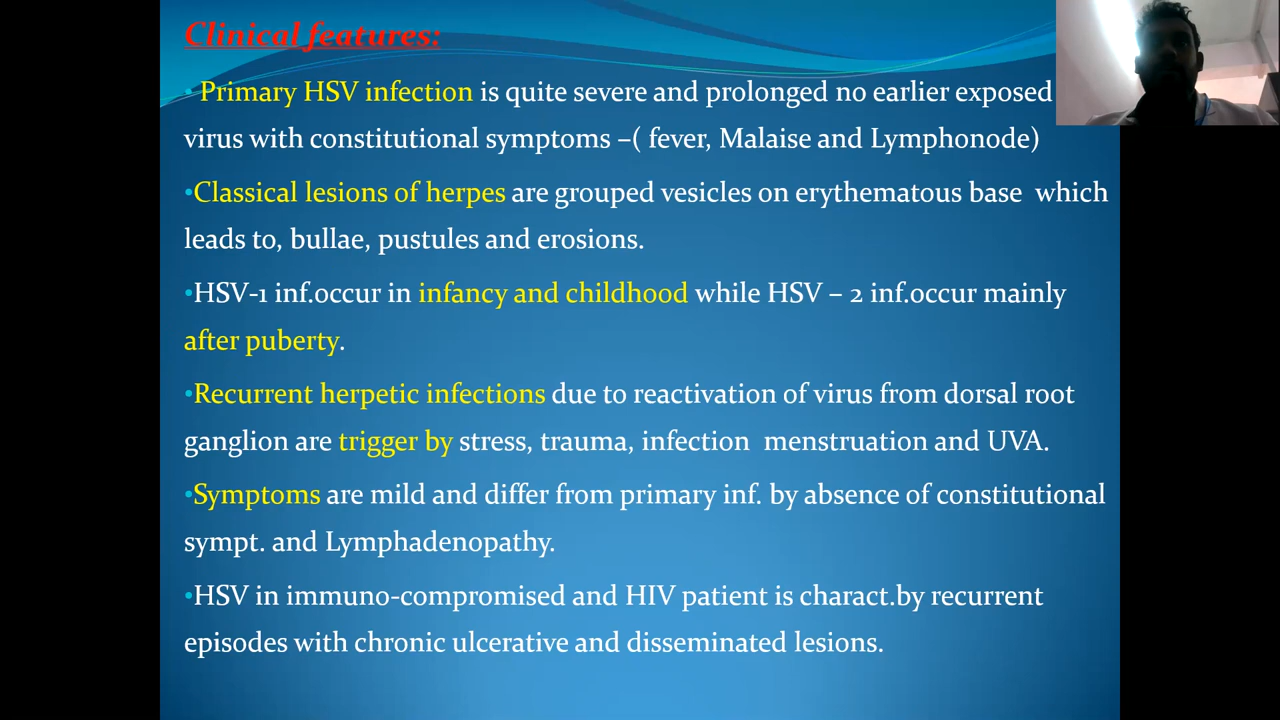 Clinical features:
• Primary HSV infection is quite severe and prolonged no earlier exposed
virus with constitutional symptoms –( fever, Malaise and Lymphonode)
•Classical lesions of herpes are grouped vesicles on erythematous base which
leads to, bullae, pustules and erosions.
•HSV-1 inf.occur in infancy and childhood while HSV – 2 inf.occur mainly
after puberty.
•Recurrent herpetic infections due to reactivation of virus from dorsal root
ganglion are trigger by stress, trauma, infection menstruation and UVA.
•Symptoms are mild and differ from primary inf. by absence of constitutional
sympt. and Lymphadenopathy.
•HSV in immuno-compromised and HIV patient is charact.by recurrent
episodes with chronic ulcerative and disseminated lesions.